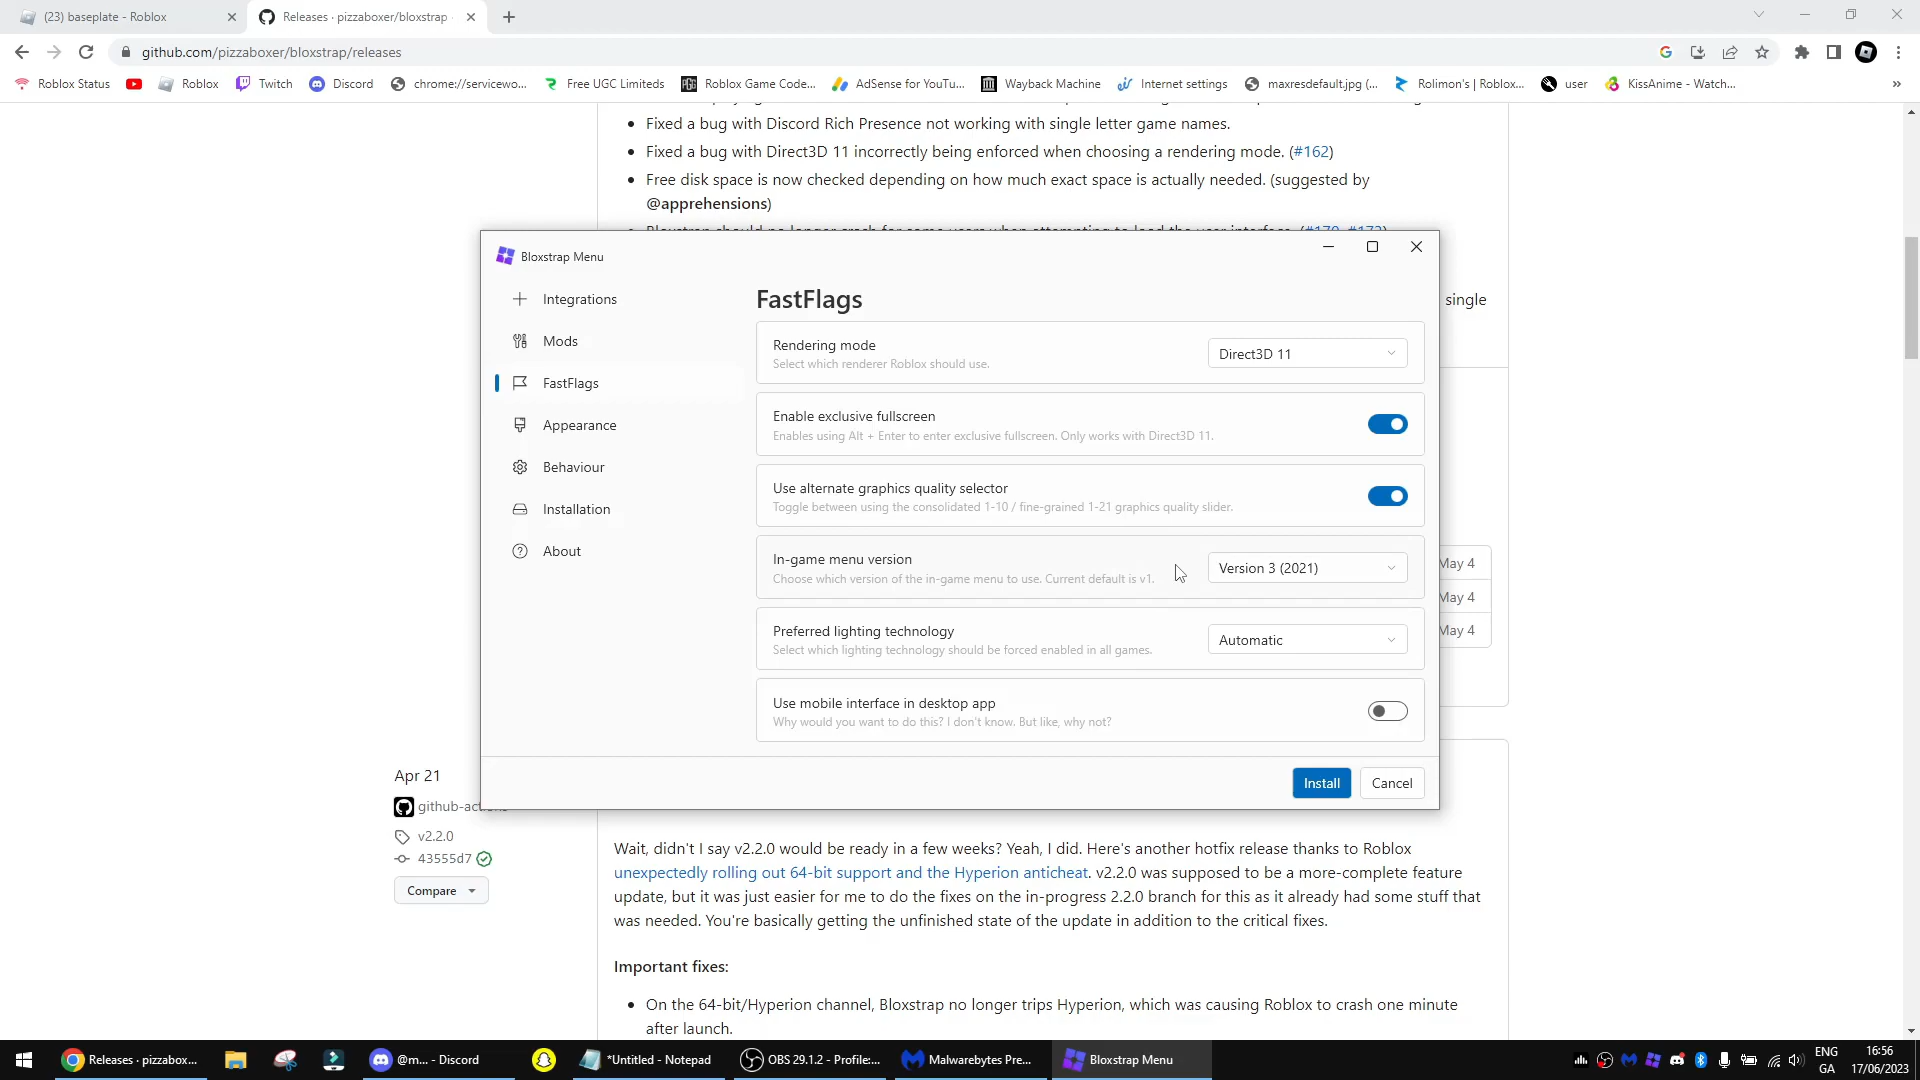 (23) baseplate - Roblox
Releases · pizzaboxer/bloxstrap
github.com/pizzaboxer/bloxstrap/releases
Roblox Status
Roblox
Twitch
Discord
chrome://servicewo...
Free UGC Limiteds
Roblox Game Code...
AdSense for YouTu...
Wayback Machine
Internet settings
maxresdefault.jpg (...
Rolimon's | Roblox...
user
KissAnime - Watch...
»
Fixed a bug with Discord Rich Presence not working with single letter game names.
Fixed a bug with Direct3D 11 incorrectly being enforced when choosing a rendering mode. (#162)
Free disk space is now checked depending on how much exact space is actually needed. (suggested by
@apprehensions)
single
Bloxstrap Menu
Integrations
Mods
FastFlags
Appearance
Behaviour
Installation
About
FastFlags
Rendering mode
Select which renderer Roblox should use.
Direct3D 11
Enable exclusive fullscreen
Enables using Alt + Enter to enter exclusive fullscreen. Only works with Direct3D 11.
Use alternate graphics quality selector
Toggle between using the consolidated 1-10 / fine-grained 1-21 graphics quality slider.
In-game menu version
Choose which version of the in-game menu to use. Current default is v1.
Version 3 (2021)
Preferred lighting technology
Select which lighting technology should be forced enabled in all games.
Automatic
Use mobile interface in desktop app
Why would you want to do this? I don't know. But like, why not?
Install
Cancel
May 4
May 4
May 4
Apr 21
github-actions
v2.2.0
43555d7
Compare
Wait, didn't I say v2.2.0 would be ready in a few weeks? Yeah, I did. Here's another hotfix release thanks to Roblox
unexpectedly rolling out 64-bit support and the Hyperion anticheat. v2.2.0 was supposed to be a more-complete feature
update, but it was just easier for me to do the fixes on the in-progress 2.2.0 branch for this as it already had some stuff that
was needed. You're basically getting the unfinished state of the update in addition to the critical fixes.
Important fixes:
On the 64-bit/Hyperion channel, Bloxstrap no longer trips Hyperion, which was causing Roblox to crash one minute
after launch.
Releases · pizzabox...
@m... - Discord
*Untitled - Notepad
OBS 29.1.2 - Profile:...
Malwarebytes Pre...
Bloxstrap Menu
ENG
GA
16:56
17/06/2023